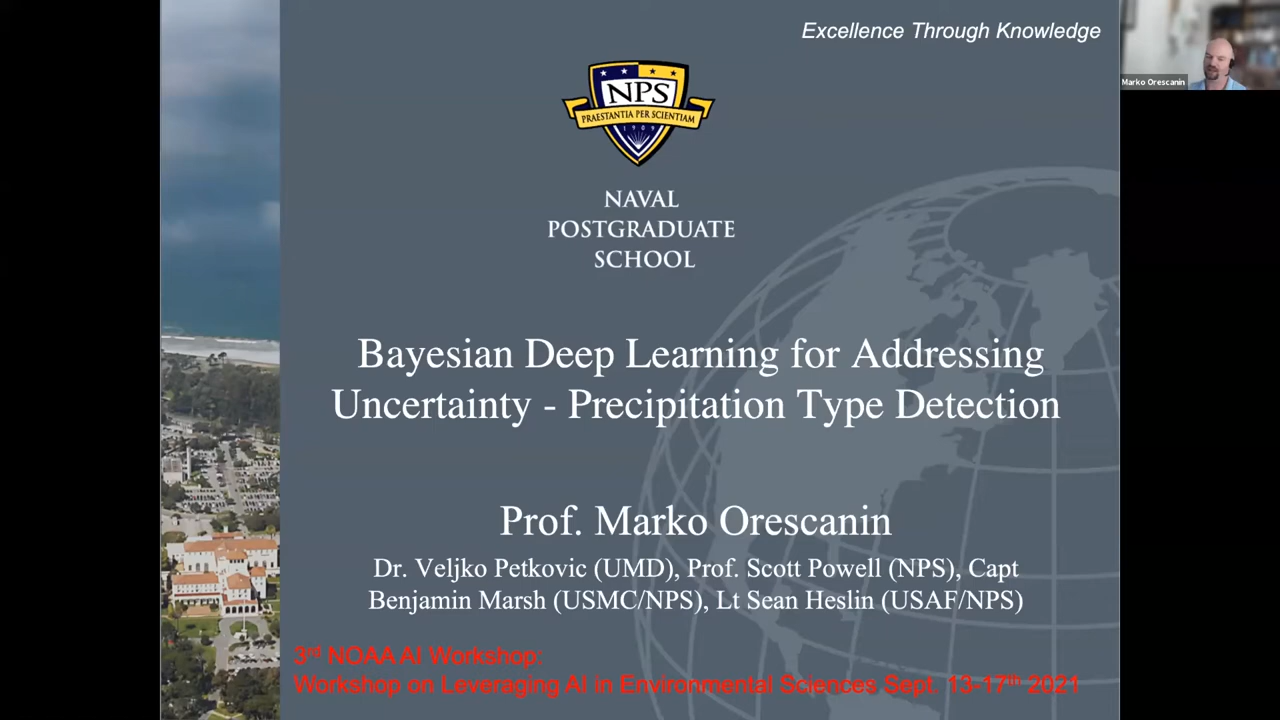 Excellence Through Knowledge
Marko Orescanin
NPS
PRAESTANTIA PER SCIENTIAM
1909
NAVAL
POSTGRADUATE
SCHOOL
Bayesian Deep Learning for Addressing
Uncertainty - Precipitation Type Detection
Prof. Marko Orescanin
Dr. Veljko Petkovic (UMD), Prof. Scott Powell (NPS), Capt
Benjamin Marsh (USMC/NPS), Lt Sean Heslin (USAF/NPS)
3rd NOAA AI Workshop:
Workshop on Leveraging AI in Environmental Sciences Sept. 13-17th 2021